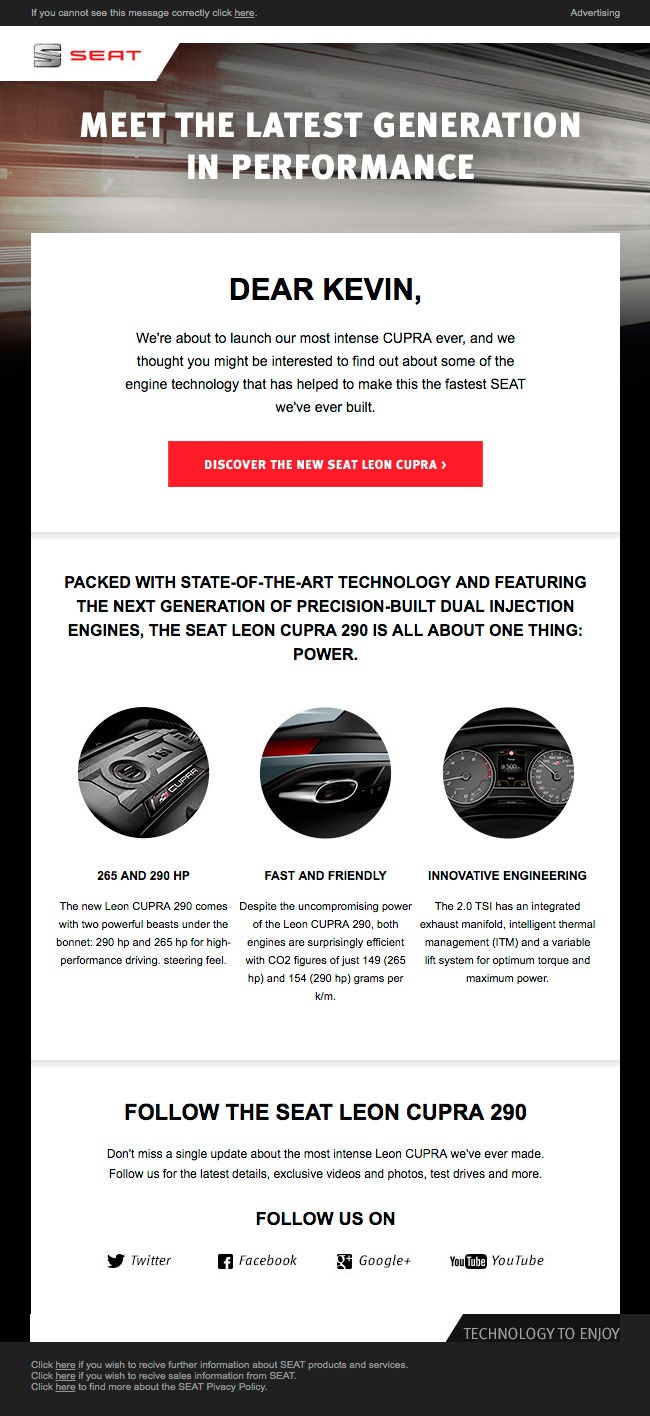 If you cannot see this message correctly click here.
Advertising
SEAT
MEET THE LATEST GENERATION
IN PERFORMANCE
DEAR KEVIN,
We're about to launch our most intense CUPRA ever, and we
thought you might be interested to find out about some of the
engine technology that has helped to make this the fastest SEAT
we've ever built.
DISCOVER THE NEW SEAT LEON CUPRA ›
PACKED WITH STATE-OF-THE-ART TECHNOLOGY AND FEATURING
THE NEXT GENERATION OF PRECISION-BUILT DUAL INJECTION
ENGINES, THE SEAT LEON CUPRA 290 IS ALL ABOUT ONE THING:
POWER.
TSI
CUPRA
265 AND 290 HP
The new Leon CUPRA 290 comes
with two powerful beasts under the
bonnet: 290 hp and 265 hp for high-
performance driving. steering feel.
FAST AND FRIENDLY
Despite the uncompromising power
of the Leon CUPRA 290, both
engines are surprisingly efficient
with CO2 figures of just 149 (265
hp) and 154 (290 hp) grams per
k/m.
INNOVATIVE ENGINEERING
The 2.0 TSI has an integrated
exhaust manifold, intelligent thermal
management (ITM) and a variable
lift system for optimum torque and
maximum power.
FOLLOW THE SEAT LEON CUPRA 290
Don't miss a single update about the most intense Leon CUPRA we've ever made.
Follow us for the latest details, exclusive videos and photos, test drives and more.
FOLLOW US ON
Twitter
Facebook
Google+
YouTube YouTube
TECHNOLOGY TO ENJOY
Click here if you wish to recive further information about SEAT products and services.
Click here if you wish to recive sales information from SEAT.
Click here to find more about the SEAT Pivacy Policy.